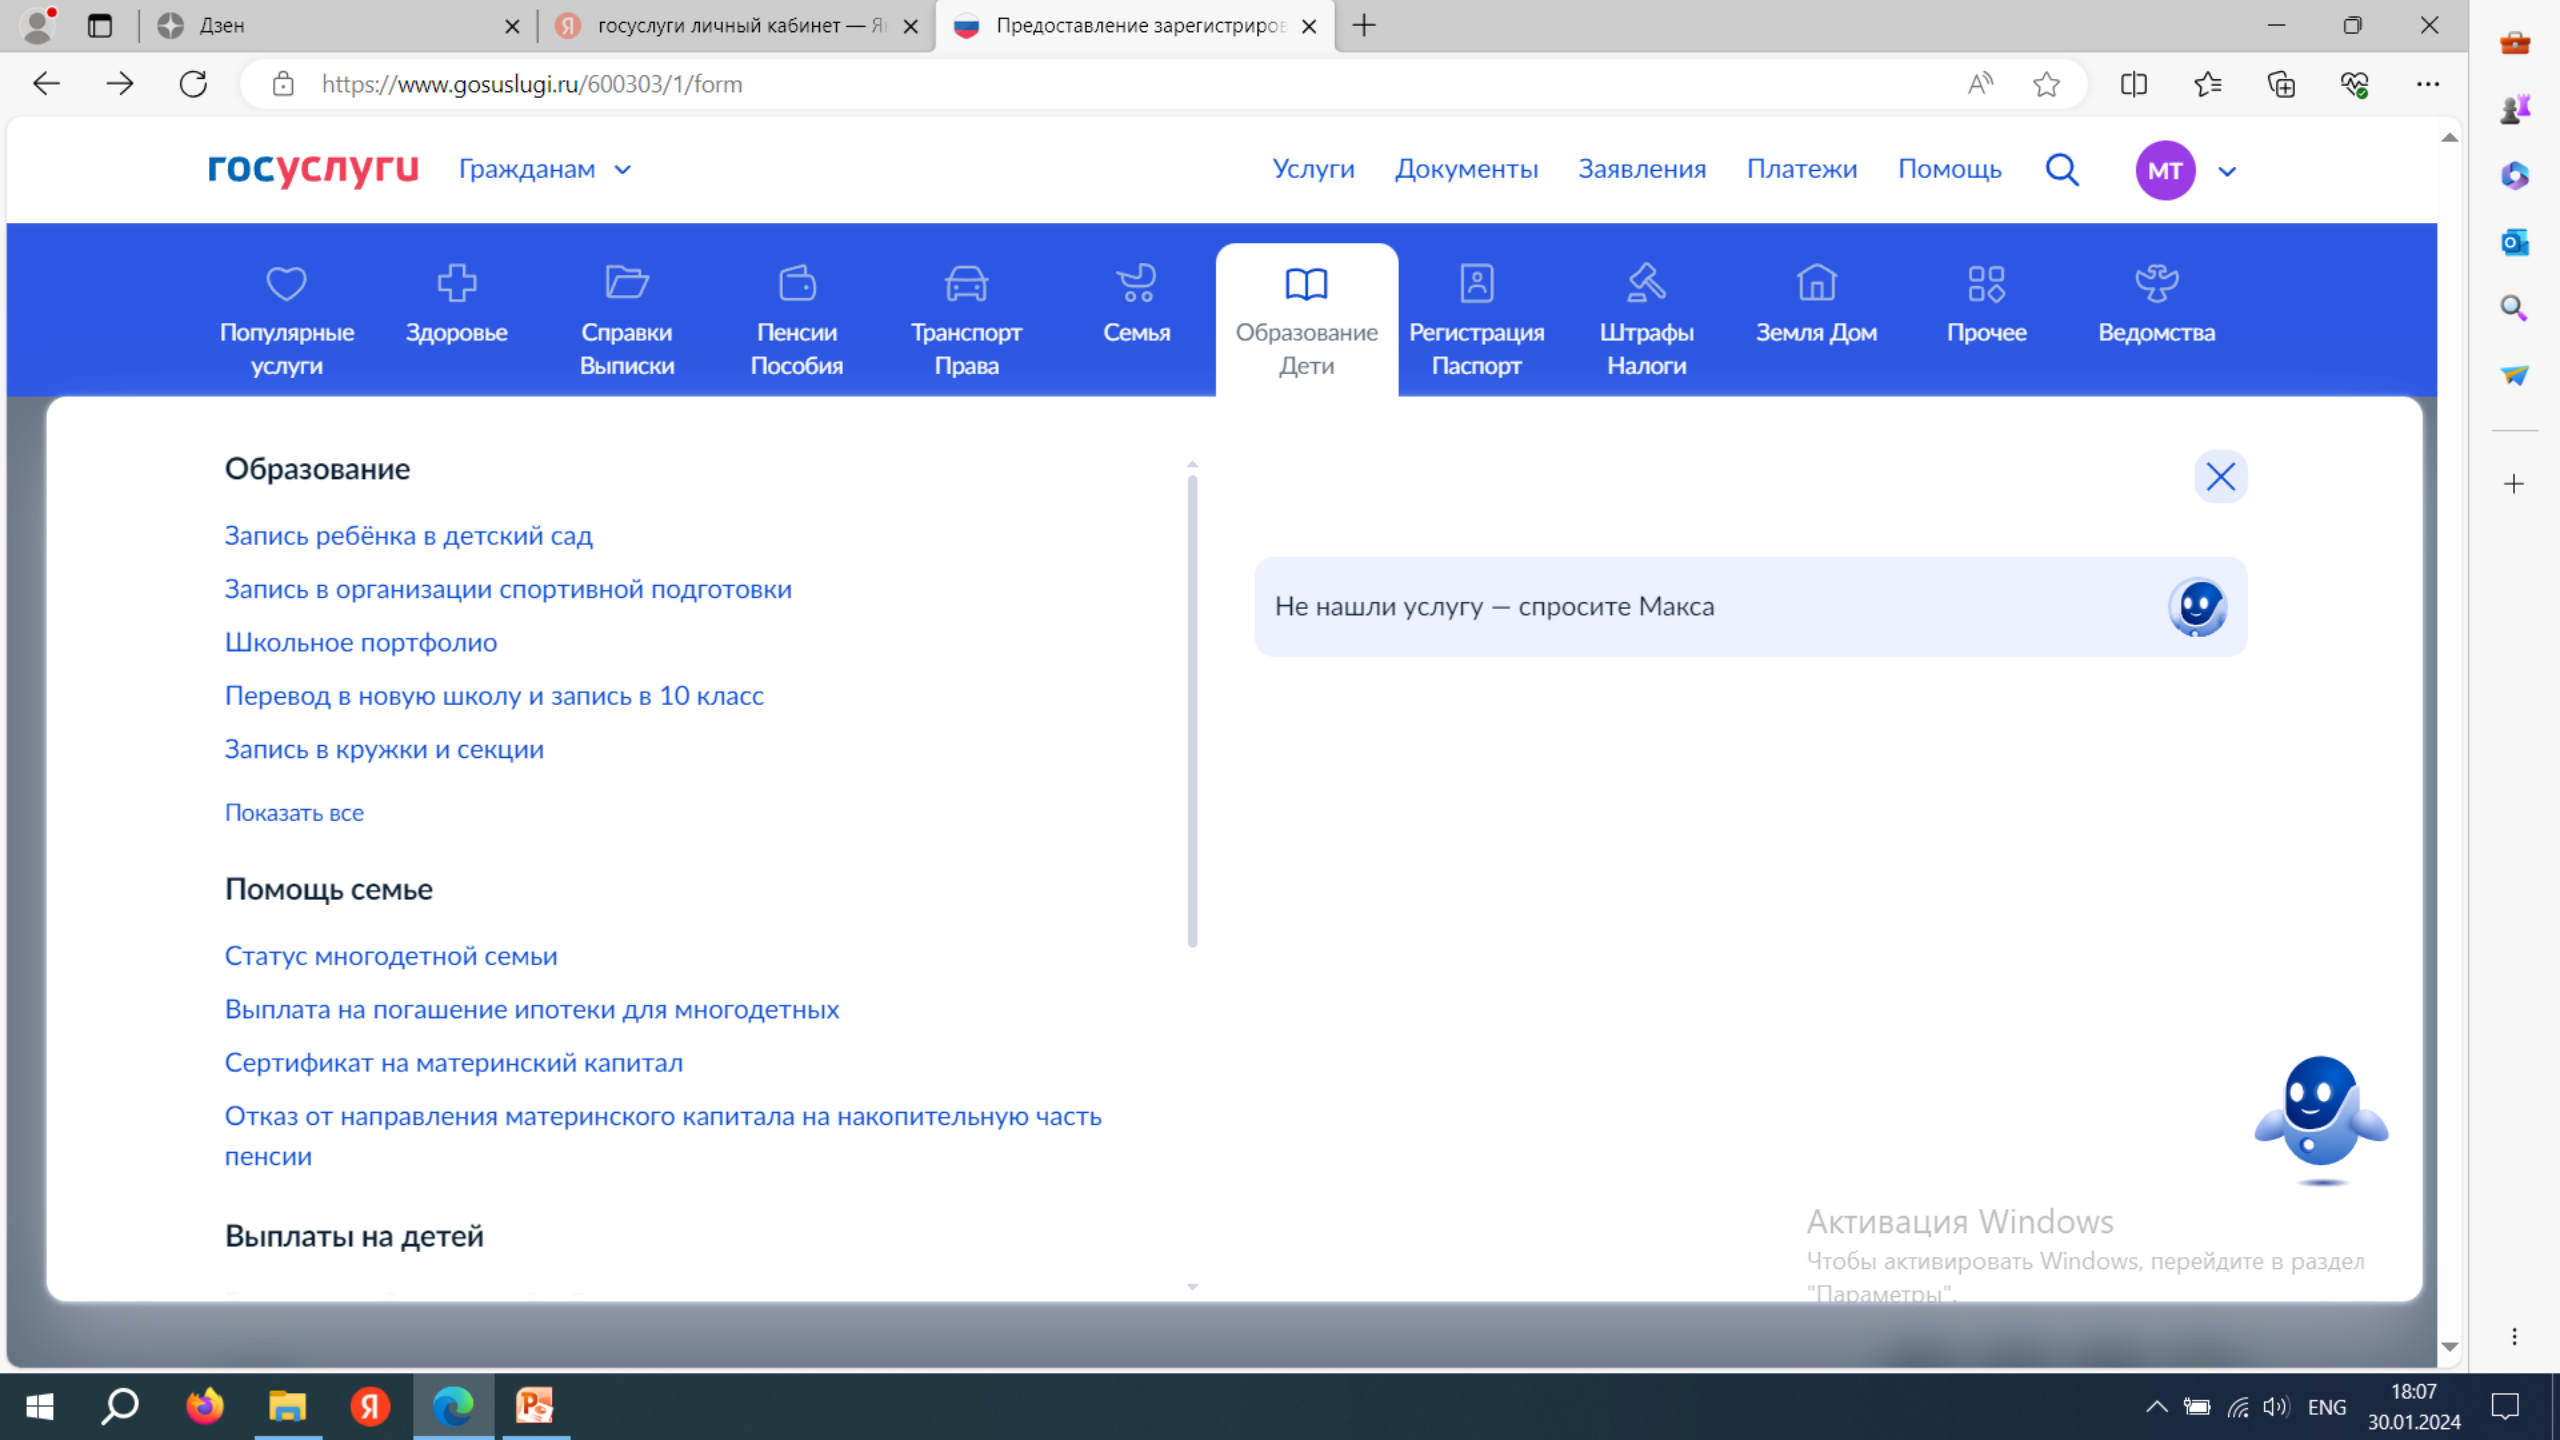 Дзен
госуслуги личный кабинет — Я
Предоставление зарегистриров
https://www.gosuslugi.ru/600303/1/form
госуслуги
Гражданам
Услуги
Документы
Заявления
Платежи
Помощь
МТ
Популярные
услуги
Здоровье
Справки
Выписки
Пенсии
Пособия
Транспорт
Права
Семья
Образование
Дети
Регистрация
Паспорт
Штрафы
Налоги
Земля Дом
Прочее
Ведомства
Образование
Запись ребёнка в детский сад
Запись в организации спортивной подготовки
Школьное портфолио
Перевод в новую школу и запись в 10 класс
Запись в кружки и секции
Показать все
Не нашли услугу — спросите Макса
Помощь семье
Статус многодетной семьи
Выплата на погашение ипотеки для многодетных
Сертификат на материнский капитал
Отказ от направления материнского капитала на накопительную часть
пенсии
Выплаты на детей
Активация Windows
Чтобы активировать Windows, перейдите в раздел
"Параметры".
ENG
18:07
30.01.2024